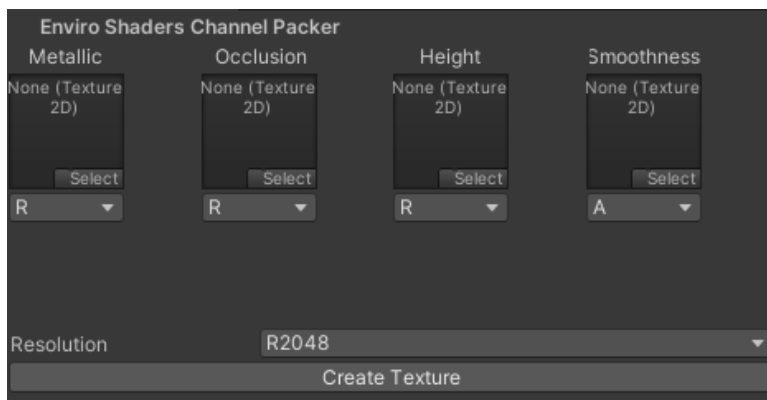 Enviro Shaders Channel Packer
Metallic Occlusion Height Smoothness
None (Texture None (Texture None (Texture None (Texture
2D) 2D) 2D) 2D)
Select Select Select Select
R R R A
Resolution R2048
Create Texture